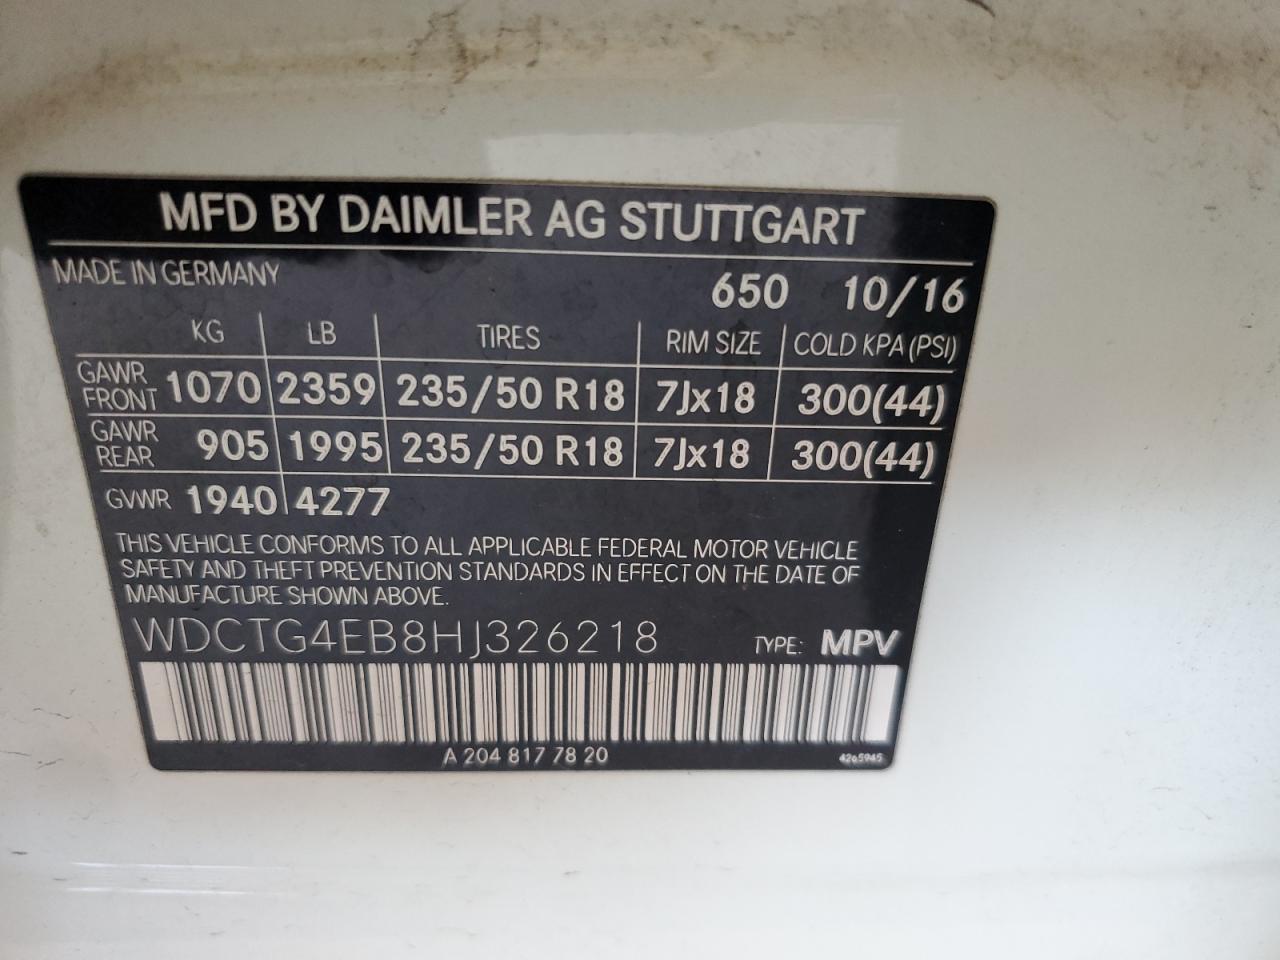 MFD BY DAIMLER AG STUTTGART
MADE IN GERMANY 650 10/16
KG LB TIRES RIM SIZE COLD KPA (PSI)
GAWR FRONT 1070 2359 235/50 R18 7Jx18 300(44)
GAWR REAR 905 1995 235/50 R18 7Jx18 300(44)
GVWR 1940 4277
THIS VEHICLE CONFORMS TO ALL APPLICABLE FEDERAL MOTOR VEHICLE
SAFETY AND THEFT PREVENTION STANDARDS IN EFFECT ON THE DATE OF
MANUFACTURE SHOWN ABOVE.
WDCTG4EB8HJ326218 TYPE: MPV
A 204 817 78 20 4265945